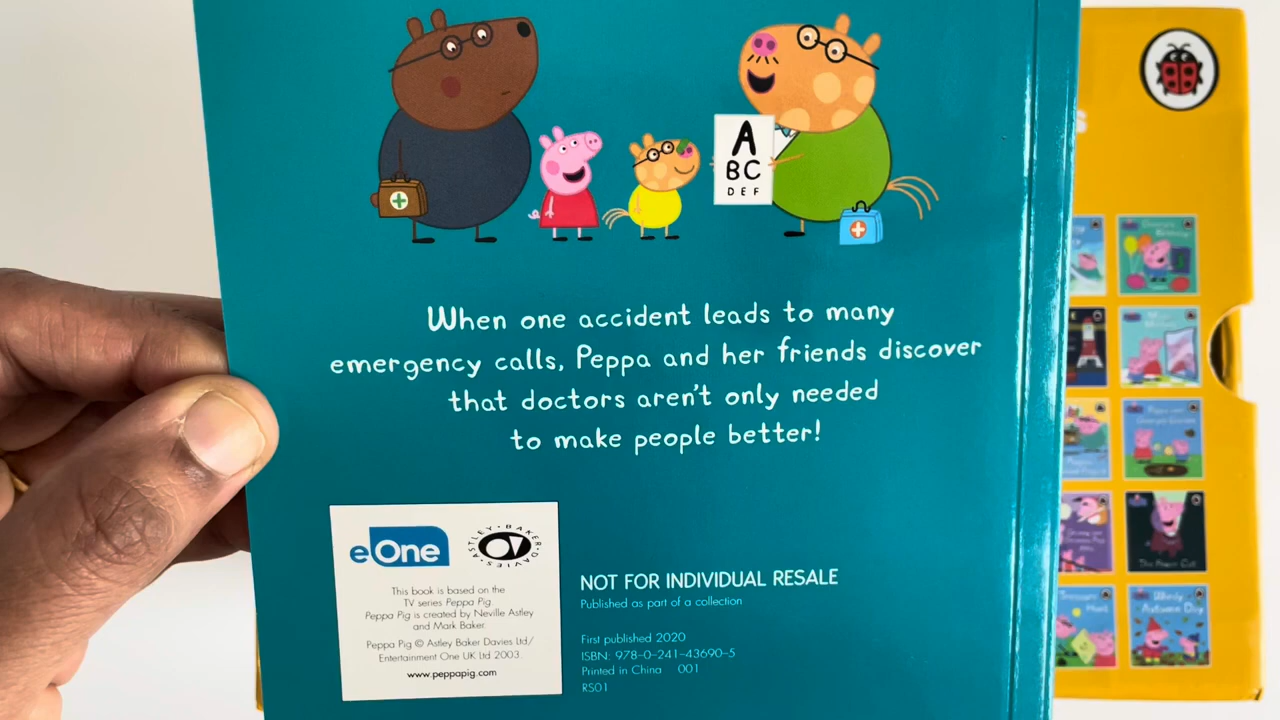 A
BC
DEF
When one accident leads to many
emergency calls, Peppa and her friends discover
that doctors aren't only needed
to make people better!
eOne
ASTLEY · BAKER · DAVIES
This book is based on the
TV series Peppa Pig.
Peppa Pig is created by Neville Astley
and Mark Baker.
Peppa Pig © Astley Baker Davies Ltd/
Entertainment One UK Ltd 2003.
www.peppapig.com
NOT FOR INDIVIDUAL RESALE
Published as part of a collection
First published 2020
ISBN: 978-0-241-43690-5
Printed in China 001
RS01
s
The Power Cut